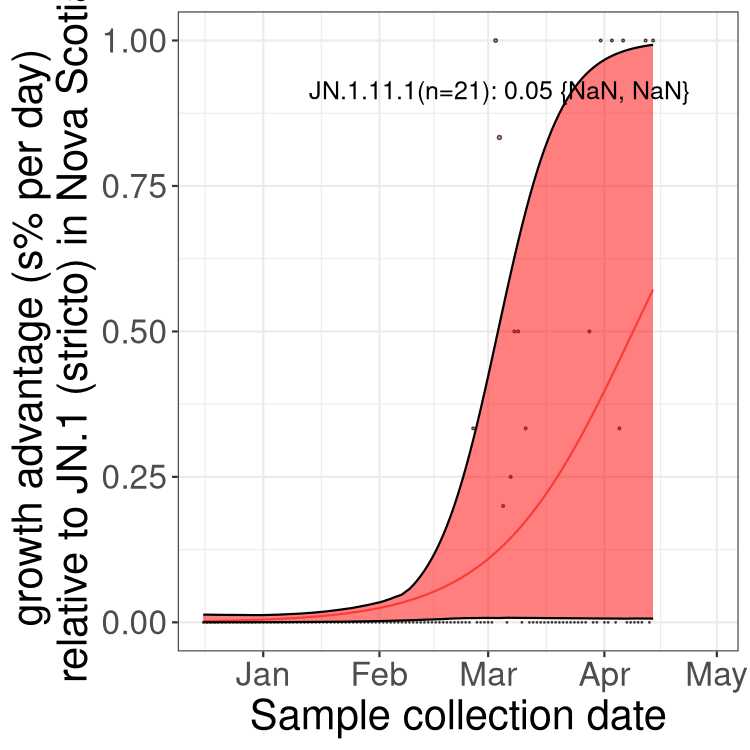 growth advantage (s% per day)
relative to JN.1 (stricto) in Nova Scotia
1.00
0.75
0.50
0.25
0.00
JN.1.11.1(n=21): 0.05 {NaN, NaN}
Jan
Feb
Mar
Apr
May
Sample collection date